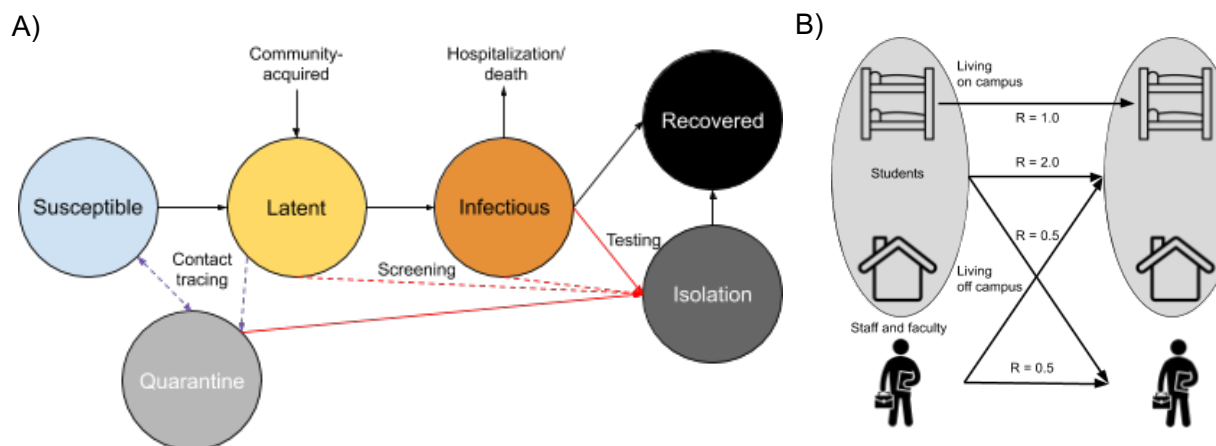 A)
Community-
acquired
Hospitalization/
death
Susceptible
Latent
Infectious
Recovered
Contact
tracing
Screening
Testing
Isolation
Quarantine
B)
Living
on campus
R = 1.0
Students
R = 2.0
R = 0.5
Living
off campus
Staff and faculty
R = 0.5